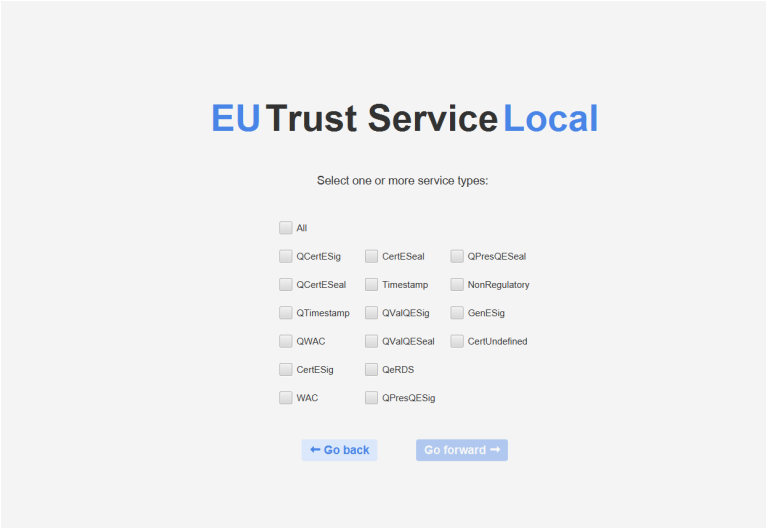 EU Trust Service Local
Select one or more service types:
All
QCertESig CertESeal QPresQESeal
QCertESeal Timestamp NonRegulatory
QTimestamp QValQESig GenESig
QWAC QValQESeal CertUndefined
CertESig QeRDS
WAC QPresQESig
← Go back Go forward →